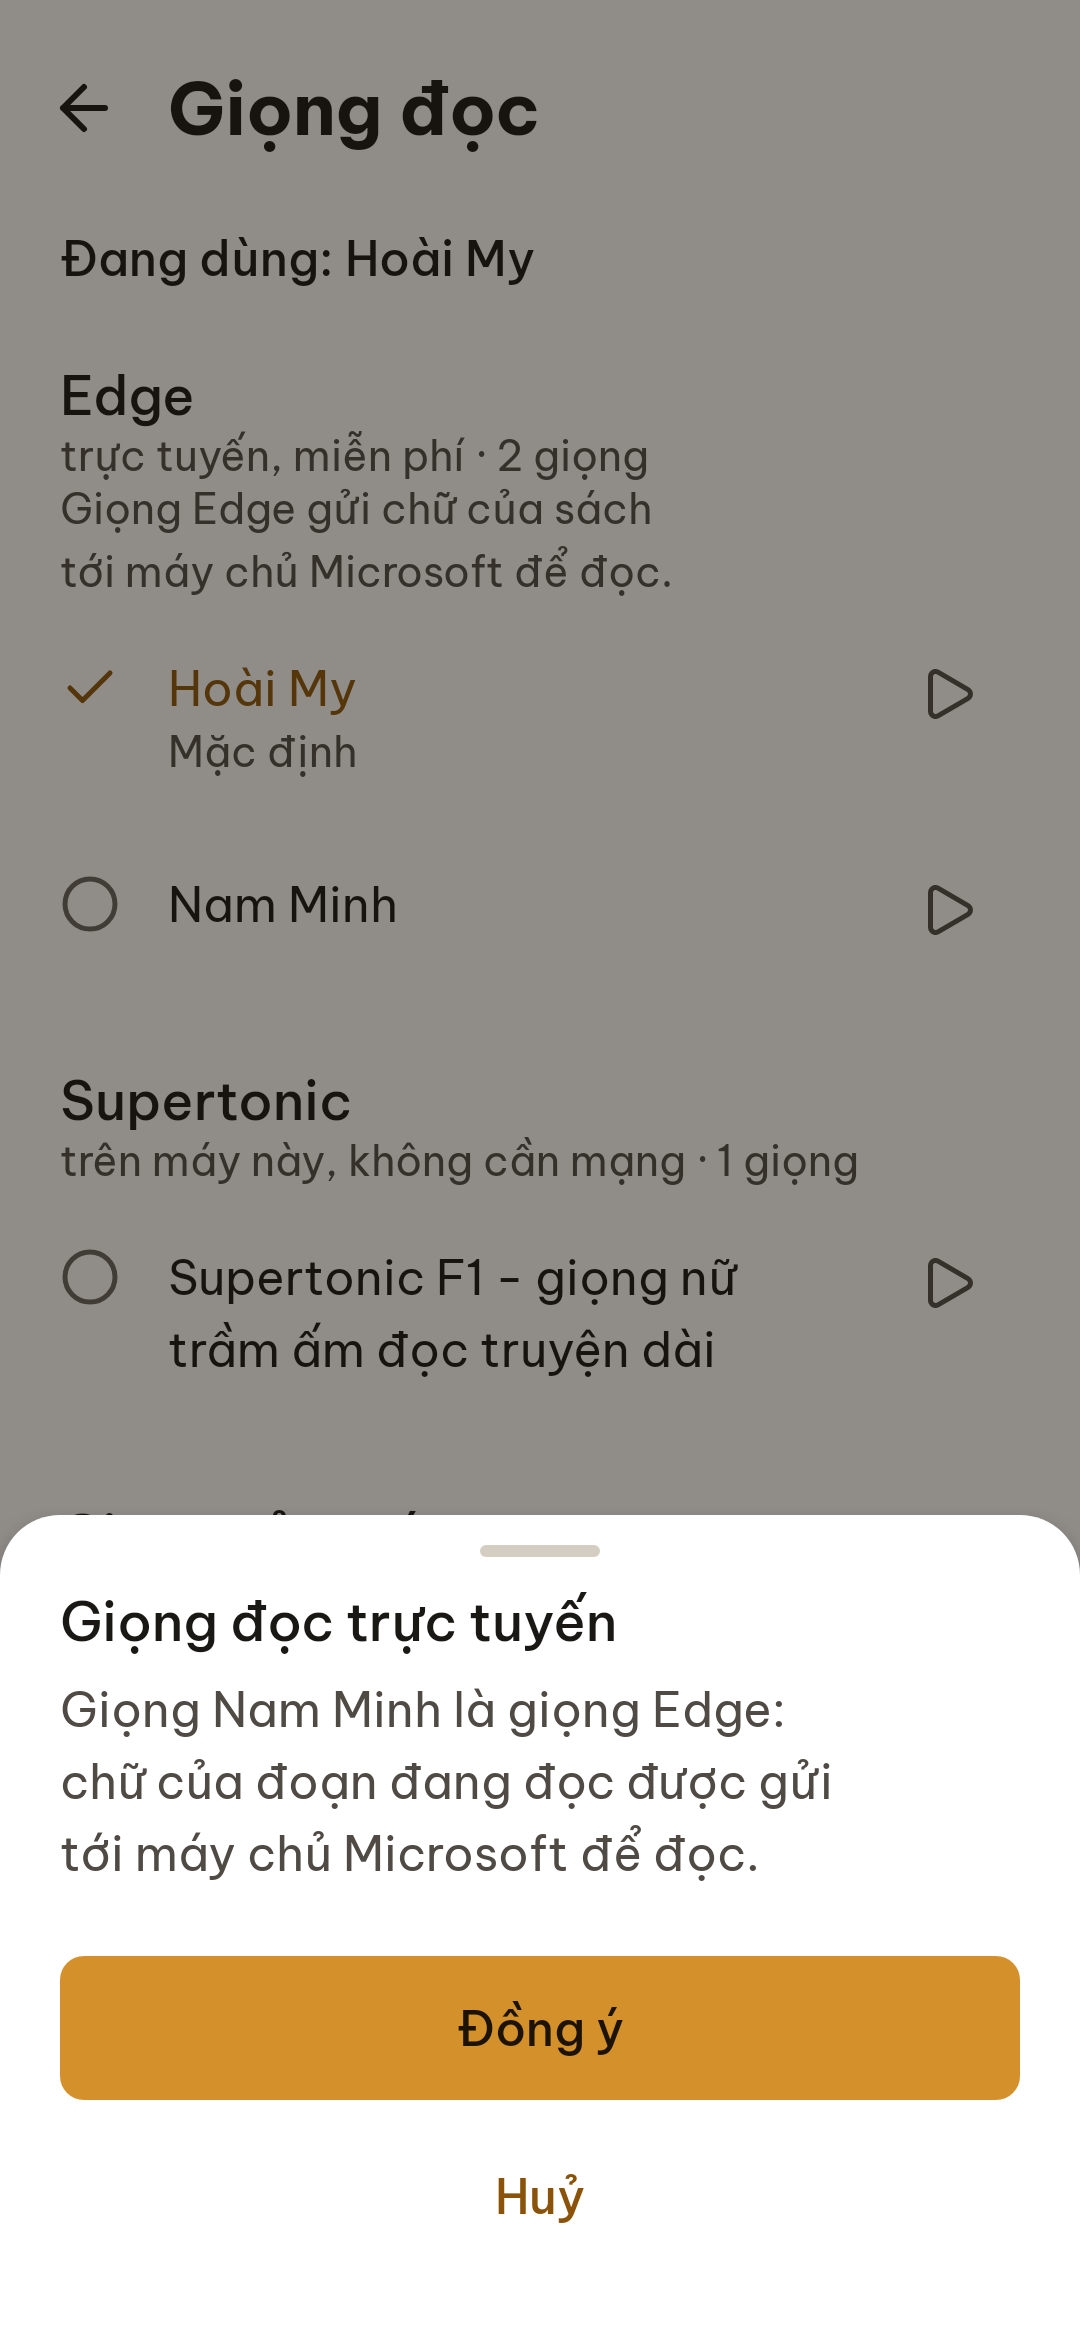 Giọng đọc
Đang dùng: Hoài My
Edge
trực tuyến, miễn phí · 2 giọng
Giọng Edge gửi chữ của sách
tới máy chủ Microsoft để đọc.
Hoài My
Mặc định
Nam Minh
Supertonic
trên máy này, không cần mạng · 1 giọng
Supertonic F1 – giọng nữ
trầm ấm đọc truyện dài
Giọng đọc trực tuyến
Giọng Nam Minh là giọng Edge:
chữ của đoạn đang đọc được gửi
tới máy chủ Microsoft để đọc.
Đồng ý
Huỷ